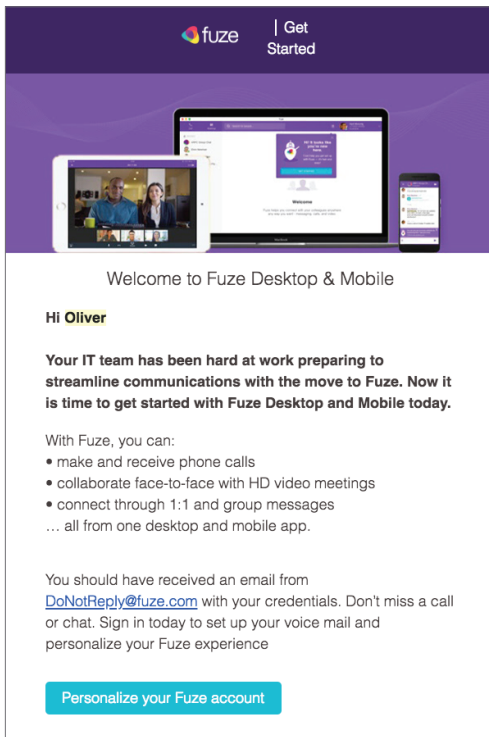 fuze
| Get
Started
Welcome
Welcome to Fuze Desktop & Mobile
Hi Oliver
Your IT team has been hard at work preparing to
streamline communications with the move to Fuze. Now it
is time to get started with Fuze Desktop and Mobile today.
With Fuze, you can:
• make and receive phone calls
• collaborate face-to-face with HD video meetings
• connect through 1:1 and group messages
… all from one desktop and mobile app.
You should have received an email from
DoNotReply@fuze.com with your credentials. Don't miss a call
or chat. Sign in today to set up your voice mail and
personalize your Fuze experience
Personalize your Fuze account